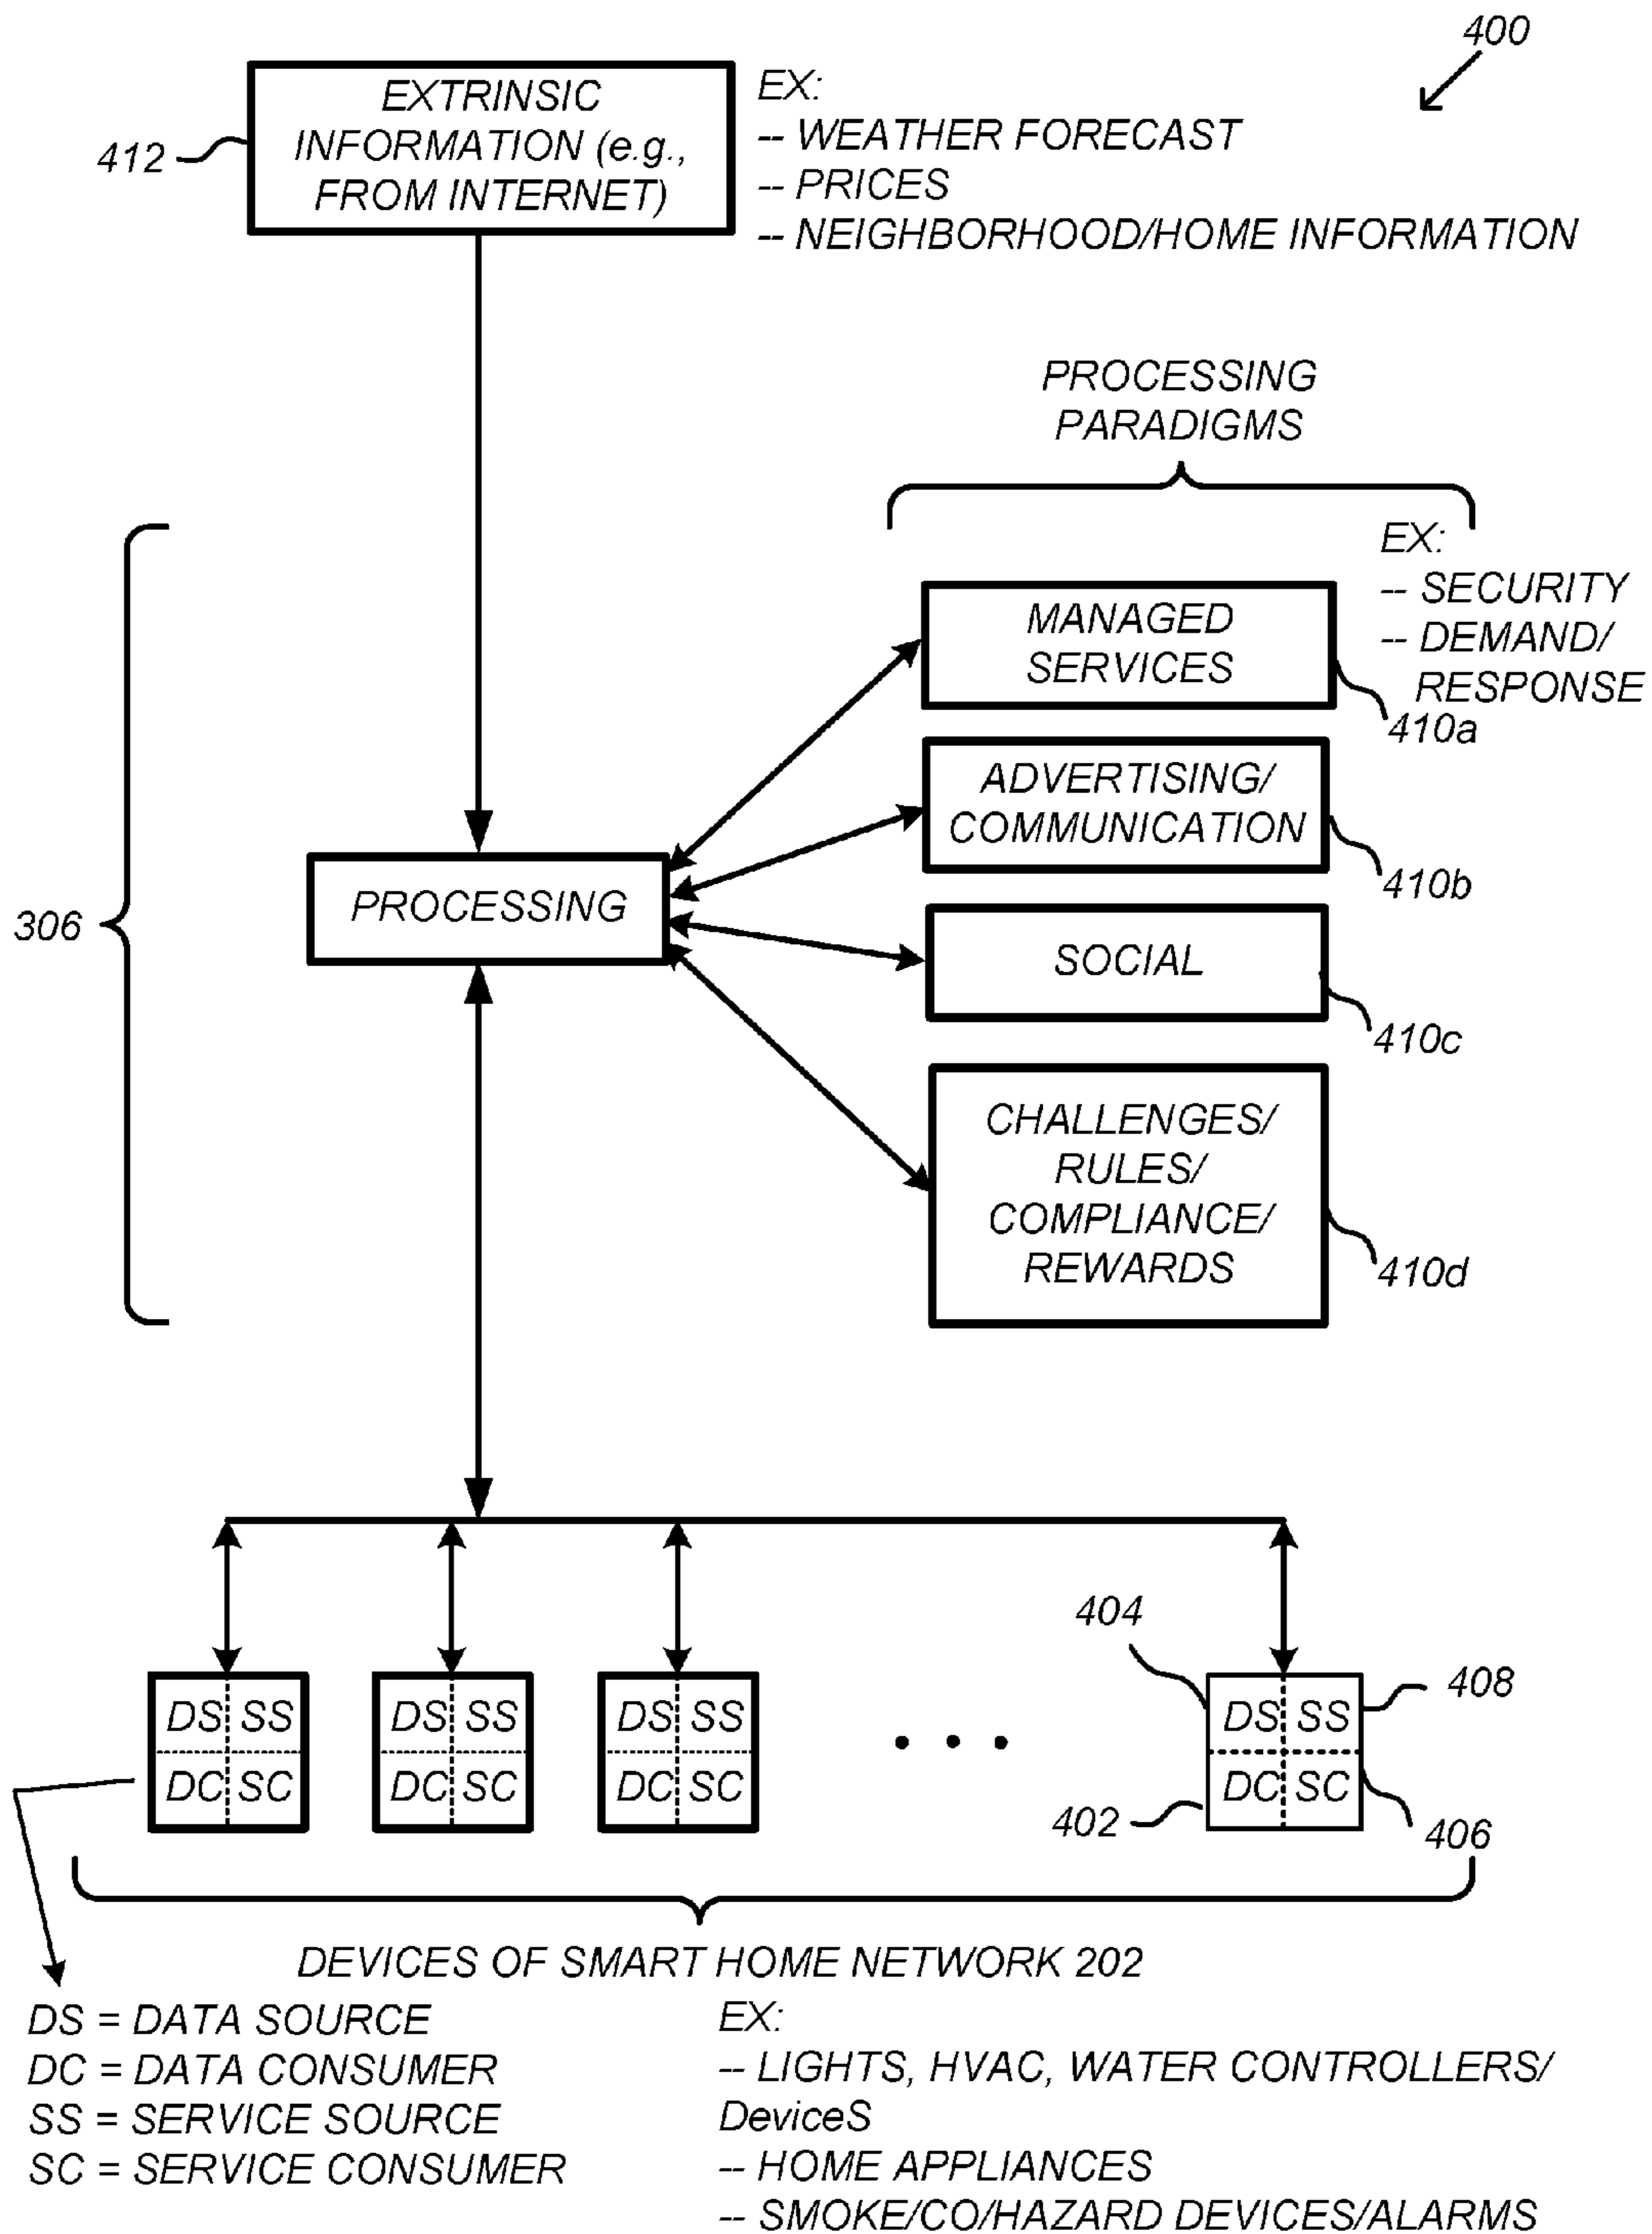 400
EXTRINSIC
INFORMATION (e.g.,
FROM INTERNET)
412
EX:
-- WEATHER FORECAST
-- PRICES
-- NEIGHBORHOOD/HOME INFORMATION
PROCESSING
PARADIGMS
EX:
-- SECURITY
-- DEMAND/
RESPONSE
MANAGED
SERVICES
410a
ADVERTISING/
COMMUNICATION
410b
306
PROCESSING
SOCIAL
410c
CHALLENGES/
RULES/
COMPLIANCE/
REWARDS
410d
404
408
DS SS
DC SC
DS SS
DC SC
DS SS
DC SC
. . .
DS SS
DC SC
402
406
DEVICES OF SMART HOME NETWORK 202
DS = DATA SOURCE
DC = DATA CONSUMER
SS = SERVICE SOURCE
SC = SERVICE CONSUMER
EX:
-- LIGHTS, HVAC, WATER CONTROLLERS/
DeviceS
-- HOME APPLIANCES
-- SMOKE/CO/HAZARD DEVICES/ALARMS